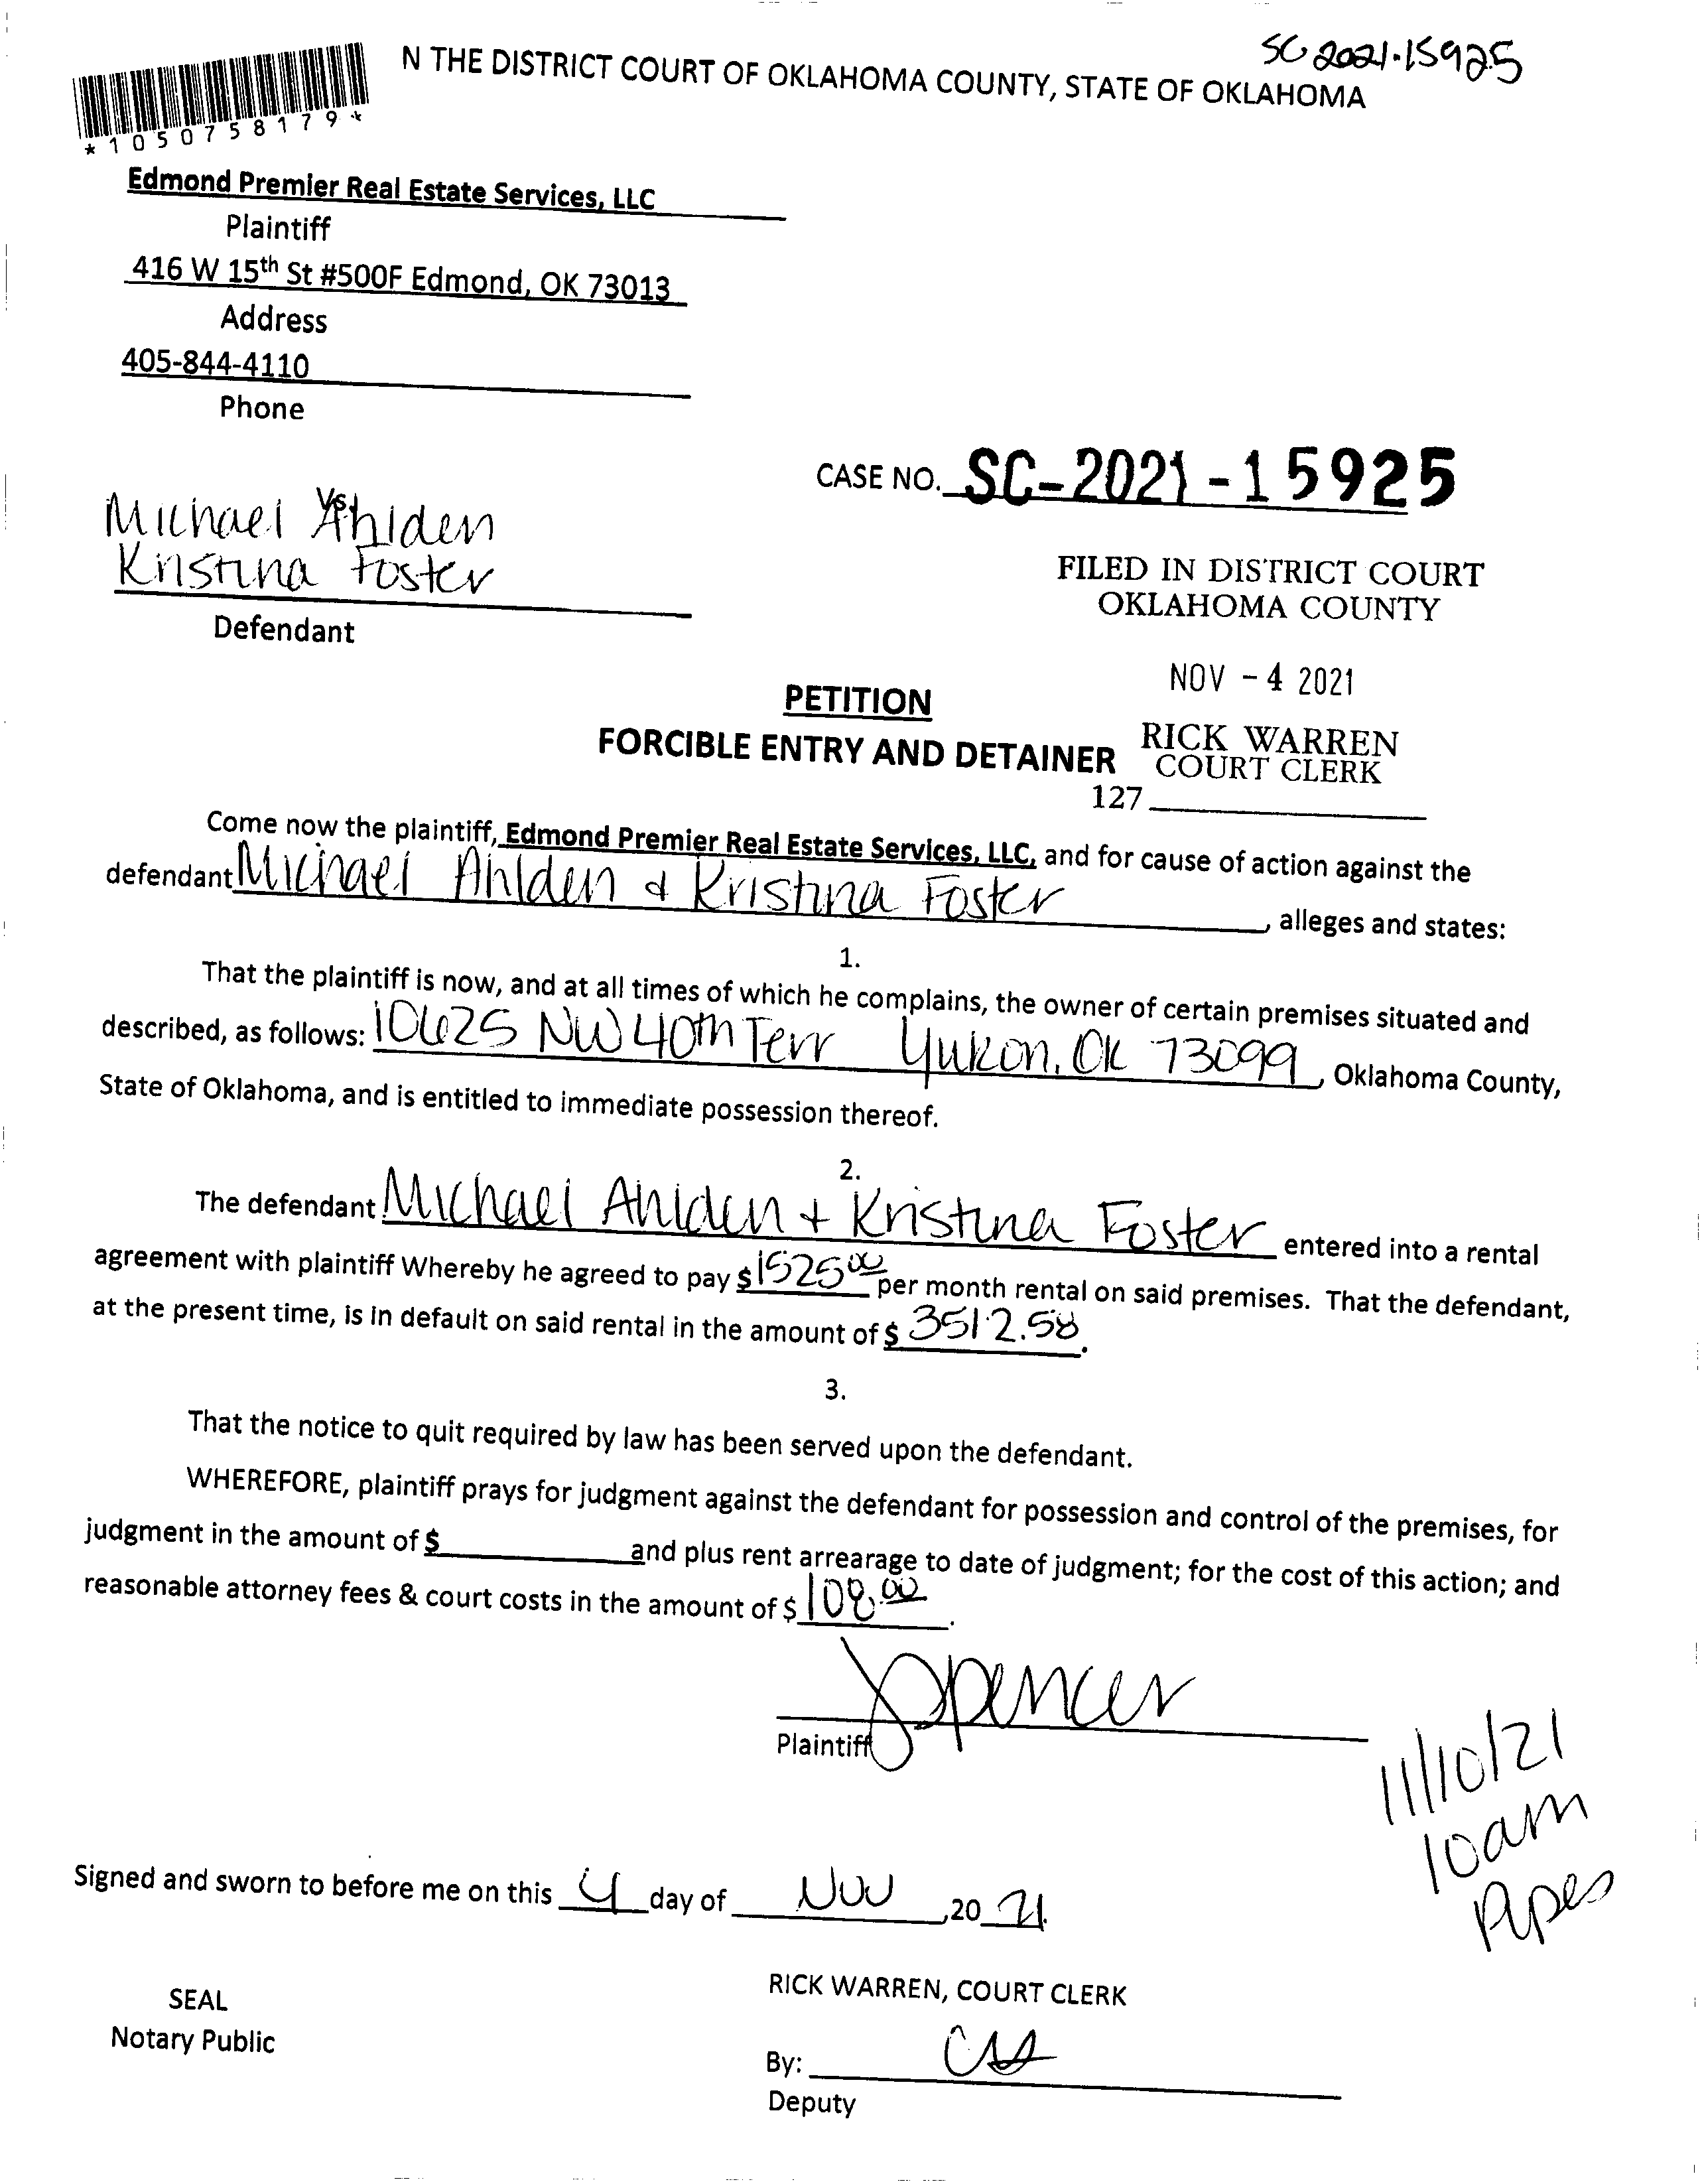 SC 2021-15925
N THE DISTRICT COURT OF OKLAHOMA COUNTY, STATE OF OKLAHOMA
*1050758179*
Edmond Premier Real Estate Services, LLC
Plaintiff
416 W 15th St #500F Edmond, OK 73013
Address
405-844-4110
Phone
CASE NO. SC-2021-15925
Vs.
Michael Ahlden
Kristina Foster
Defendant
FILED IN DISTRICT COURT
OKLAHOMA COUNTY
NOV -4 2021
PETITION
FORCIBLE ENTRY AND DETAINER
RICK WARREN
COURT CLERK
127
Come now the plaintiff, Edmond Premier Real Estate Services, LLC, and for cause of action against the
defendant Michael Ahlden & Kristina Foster, alleges and states:
1.
That the plaintiff is now, and at all times of which he complains, the owner of certain premises situated and
described, as follows: 10625 NW 40th Terr Yukon, OK 73099, Oklahoma County,
State of Oklahoma, and is entitled to immediate possession thereof.
2.
The defendant Michael Ahlden + Kristina Foster entered into a rental
agreement with plaintiff Whereby he agreed to pay $1525.00 per month rental on said premises. That the defendant,
at the present time, is in default on said rental in the amount of $ 3512.58.
3.
That the notice to quit required by law has been served upon the defendant.
WHEREFORE, plaintiff prays for judgment against the defendant for possession and control of the premises, for
judgment in the amount of $ and plus rent arrearage to date of judgment; for the cost of this action; and
reasonable attorney fees & court costs in the amount of $ 108.00.
Spencer
Plaintiff
11/10/21
10am
Pipes
Signed and sworn to before me on this 4 day of Nov, 20 21.
RICK WARREN, COURT CLERK
SEAL
Notary Public
By:
Deputy